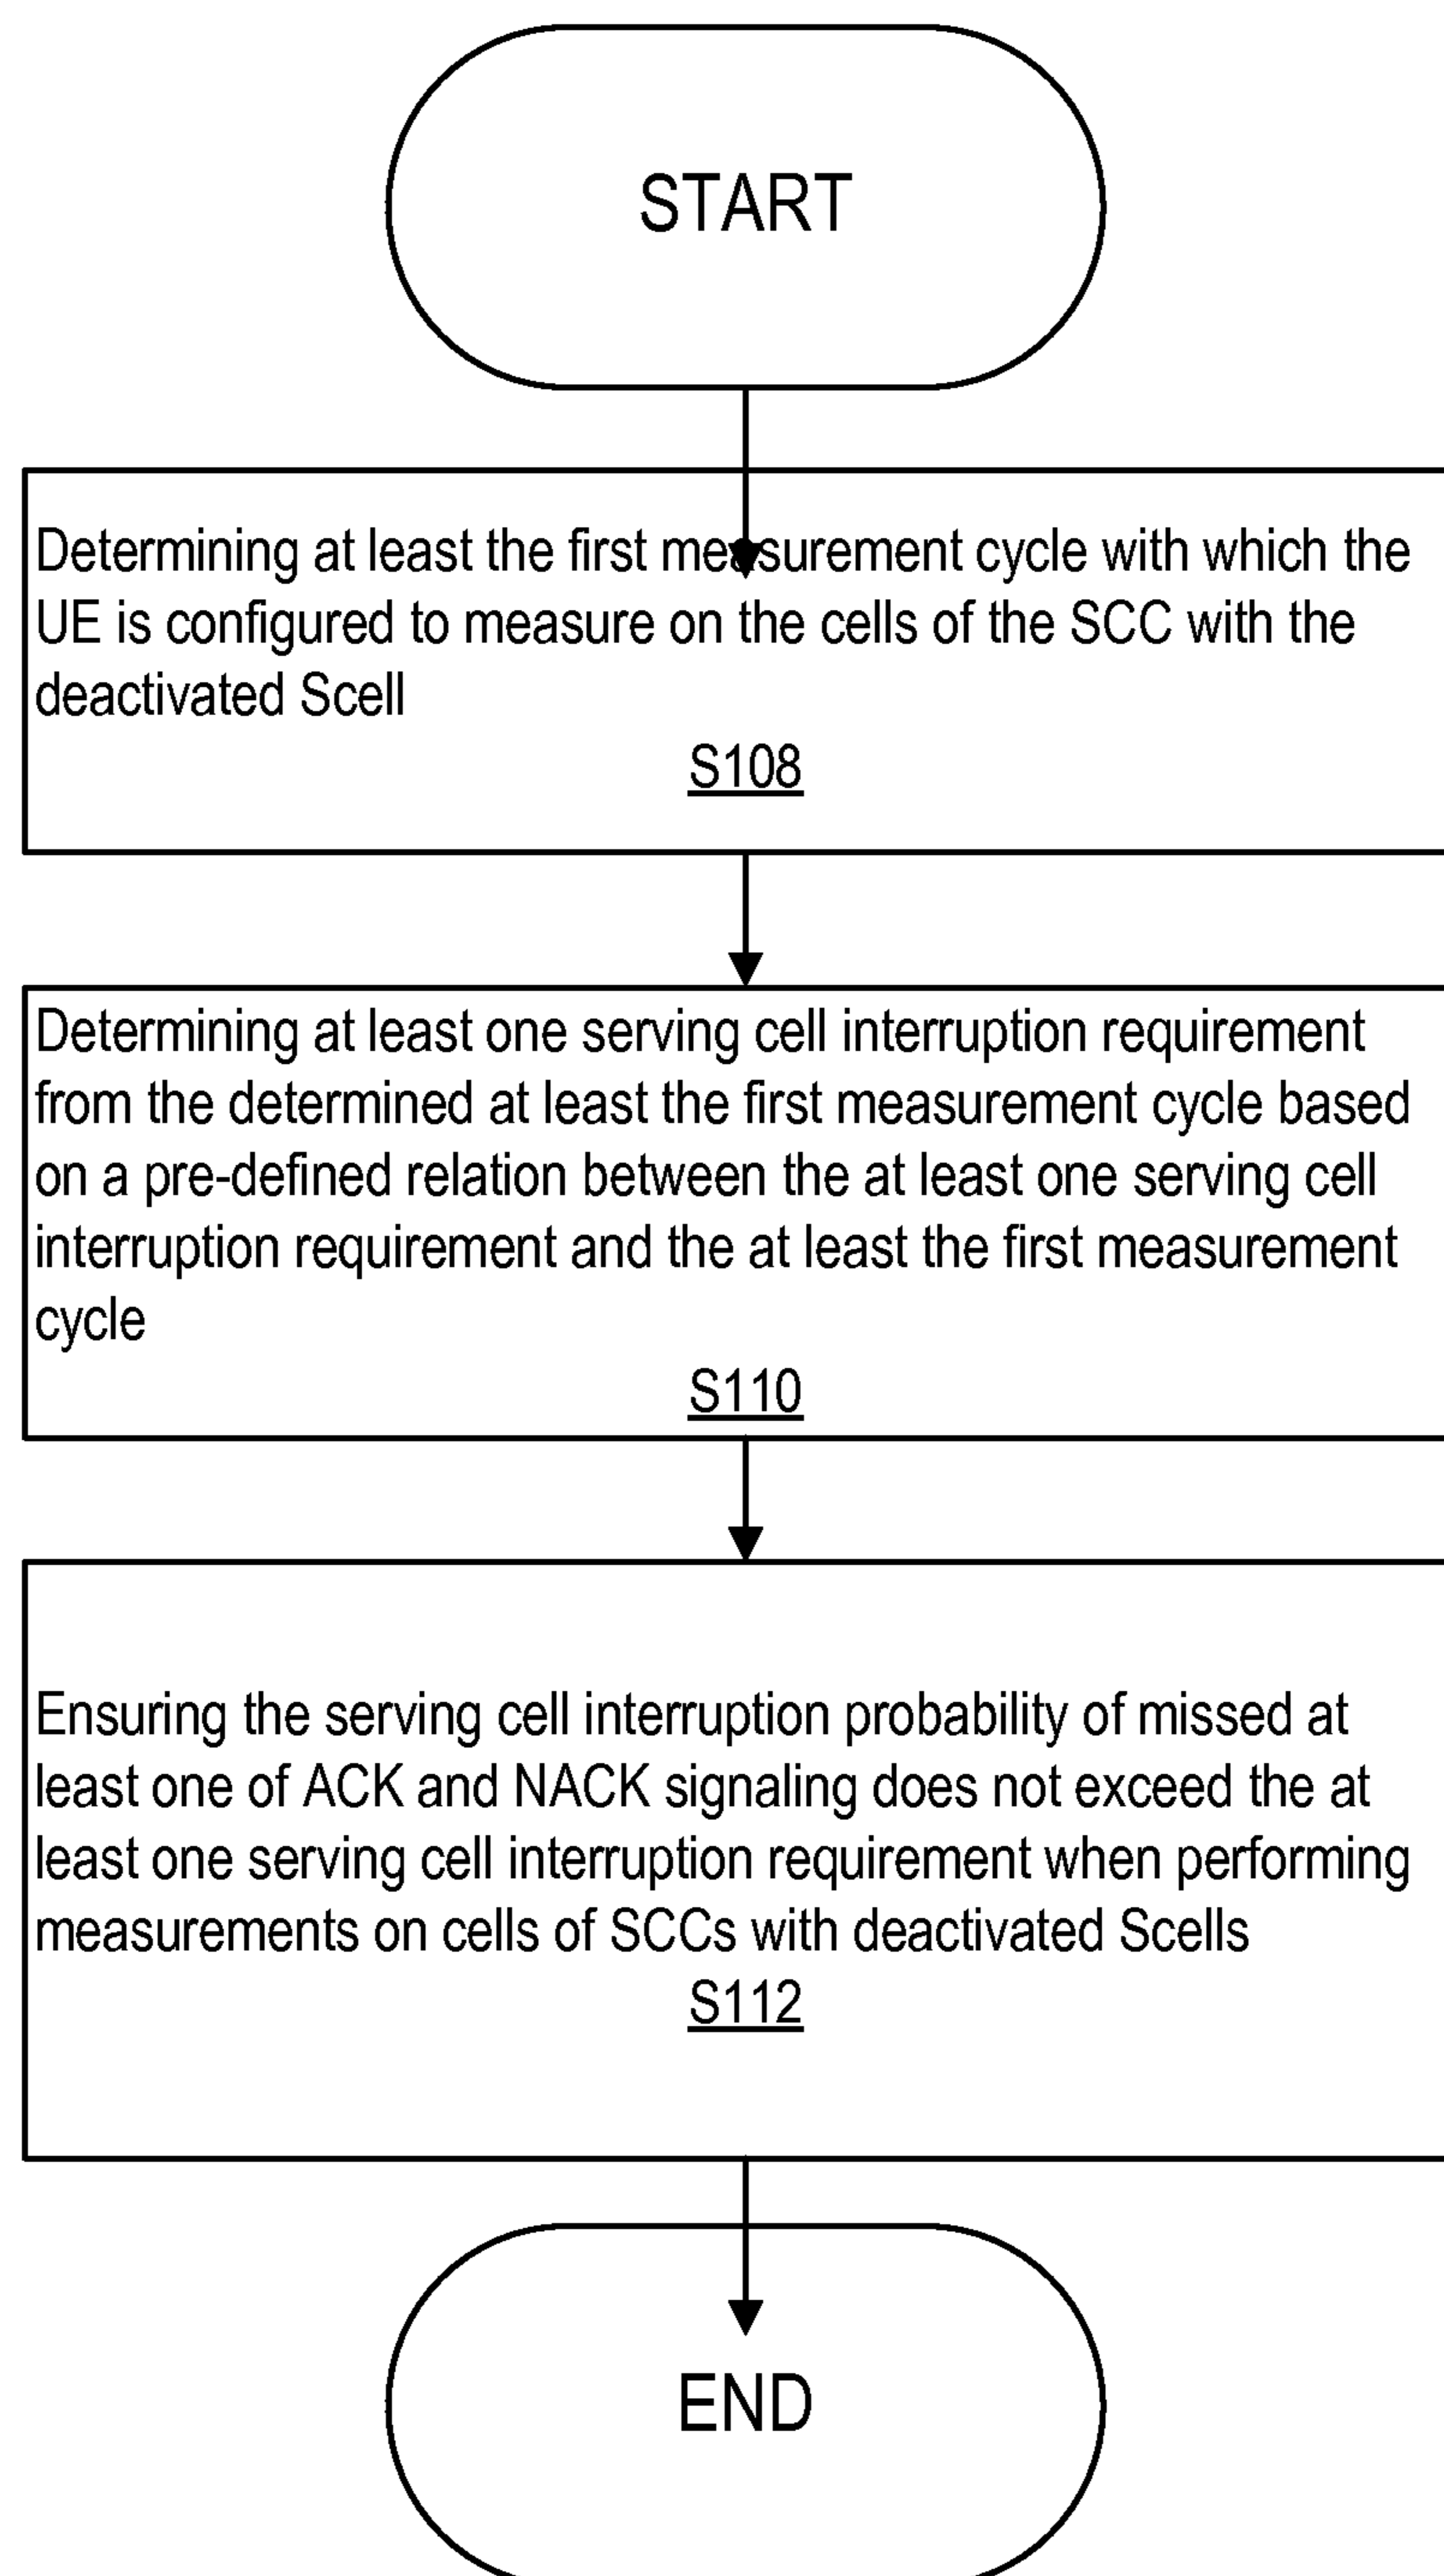 START
Determining at least the first measurement cycle with which the
UE is configured to measure on the cells of the SCC with the
deactivated Scell
S108
Determining at least one serving cell interruption requirement
from the determined at least the first measurement cycle based
on a pre-defined relation between the at least one serving cell
interruption requirement and the at least the first measurement
cycle
S110
Ensuring the serving cell interruption probability of missed at
least one of ACK and NACK signaling does not exceed the at
least one serving cell interruption requirement when performing
measurements on cells of SCCs with deactivated Scells
S112
END